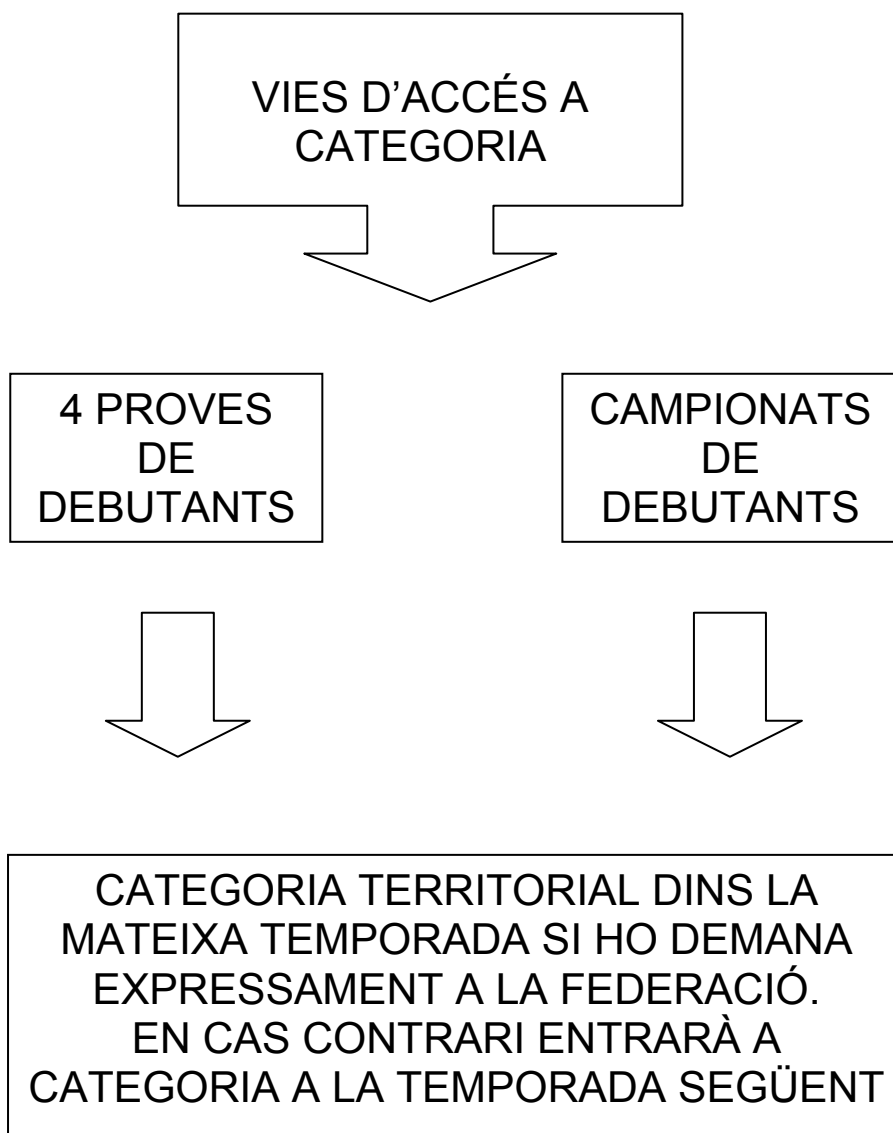 VIES D'ACCÉS A
CATEGORIA
4 PROVES
DE
DEBUTANTS
CAMPIONATS
DE
DEBUTANTS
CATEGORIA TERRITORIAL DINS LA
MATEIXA TEMPORADA SI HO DEMANA
EXPRESSAMENT A LA FEDERACIÓ.
EN CAS CONTRARI ENTRARÀ A
CATEGORIA A LA TEMPORADA SEGÜENT